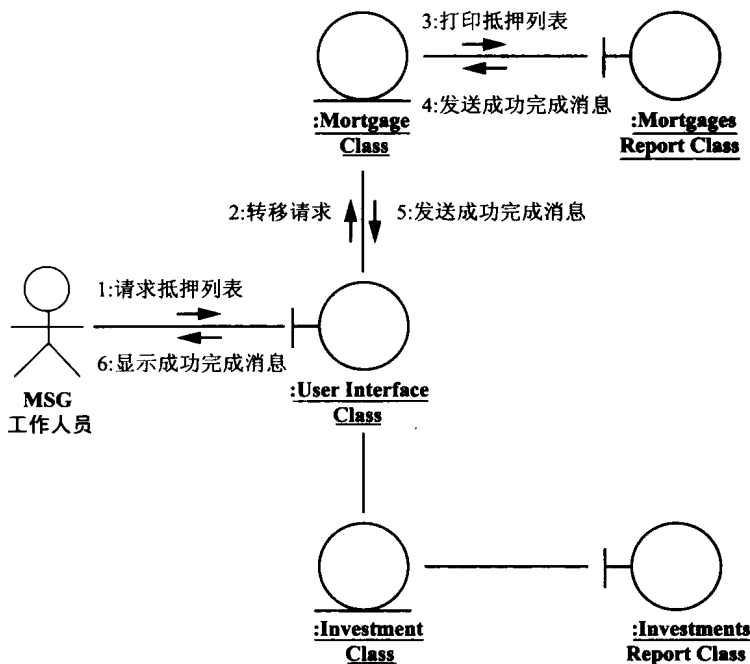 3:打印抵押列表
4:发送成功完成消息
:Mortgage
Class
:Mortgages
Report Class
2:转移请求
5:发送成功完成消息
1:请求抵押列表
6:显示成功完成消息
MSG
工作人员
:User Interface
Class
:Investment
Class
:Investments
Report Class